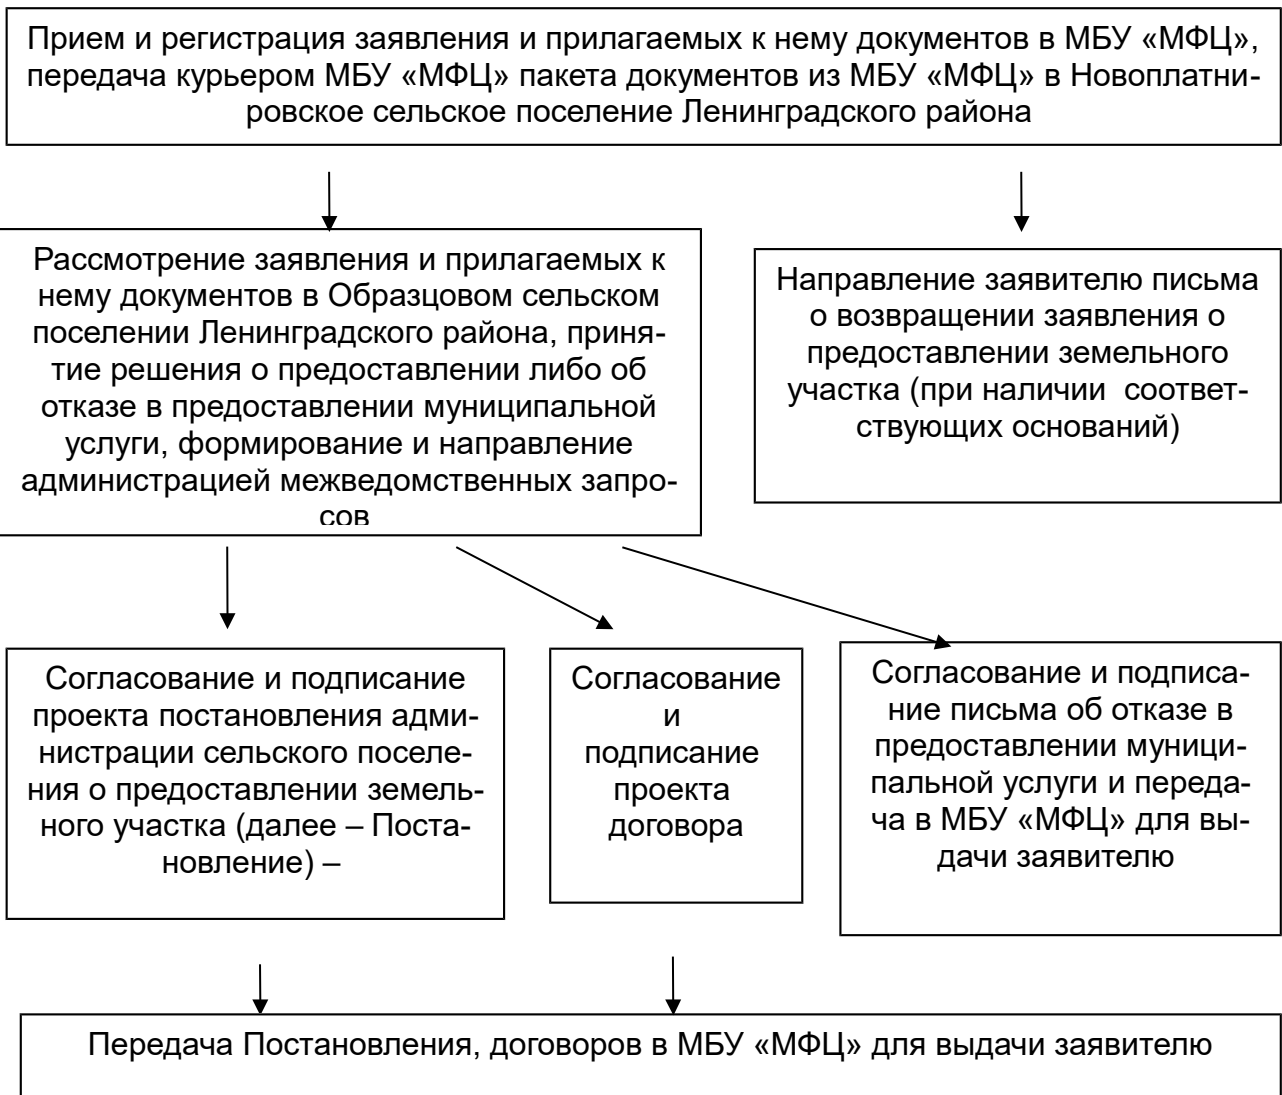 Прием и регистрация заявления и прилагаемых к нему документов в МБУ «МФЦ»,
передача курьером МБУ «МФЦ» пакета документов из МБУ «МФЦ» в Новоплатни-
ровское сельское поселение Ленинградского района
Рассмотрение заявления и прилагаемых к
нему документов в Образцовом сельском
поселении Ленинградского района, приня-
тие решения о предоставлении либо об
отказе в предоставлении муниципальной
услуги, формирование и направление
администрацией межведомственных запро-
сов
Направление заявителю письма
о возвращении заявления о
предоставлении земельного
участка (при наличии  соответ-
ствующих оснований)
Согласование и подписание
проекта постановления адми-
нистрации сельского поселе-
ния о предоставлении земель-
ного участка (далее – Поста-
новление) –
Согласование
и
подписание
проекта
договора
Согласование и подписа-
ние письма об отказе в
предоставлении муници-
пальной услуги и переда-
ча в МБУ «МФЦ» для вы-
дачи заявителю
Передача Постановления, договоров в МБУ «МФЦ» для выдачи заявителю